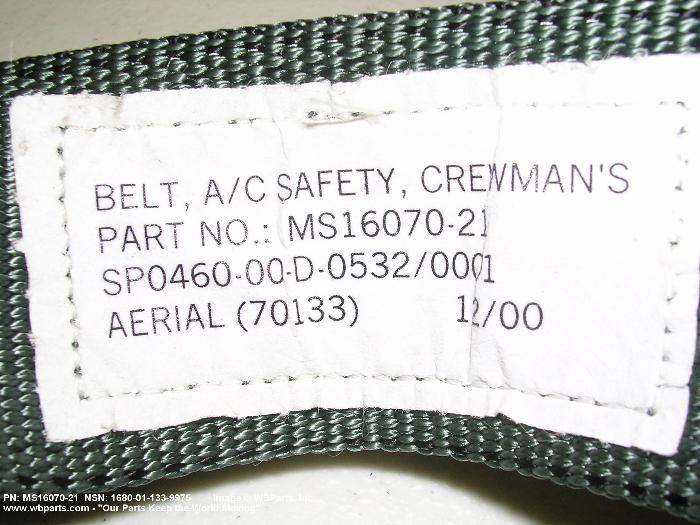 BELT, A/C SAFETY, CREWMAN'S
PART NO.: MS16070-21
SP0460-00-D-0532/0001
AERIAL (70133) 12/00
PN: MS16070-21 NSN: 1680-01-133-9975 Image © WBParts, Inc.
www.wbparts.com - "Our Parts Keep the World Moving"